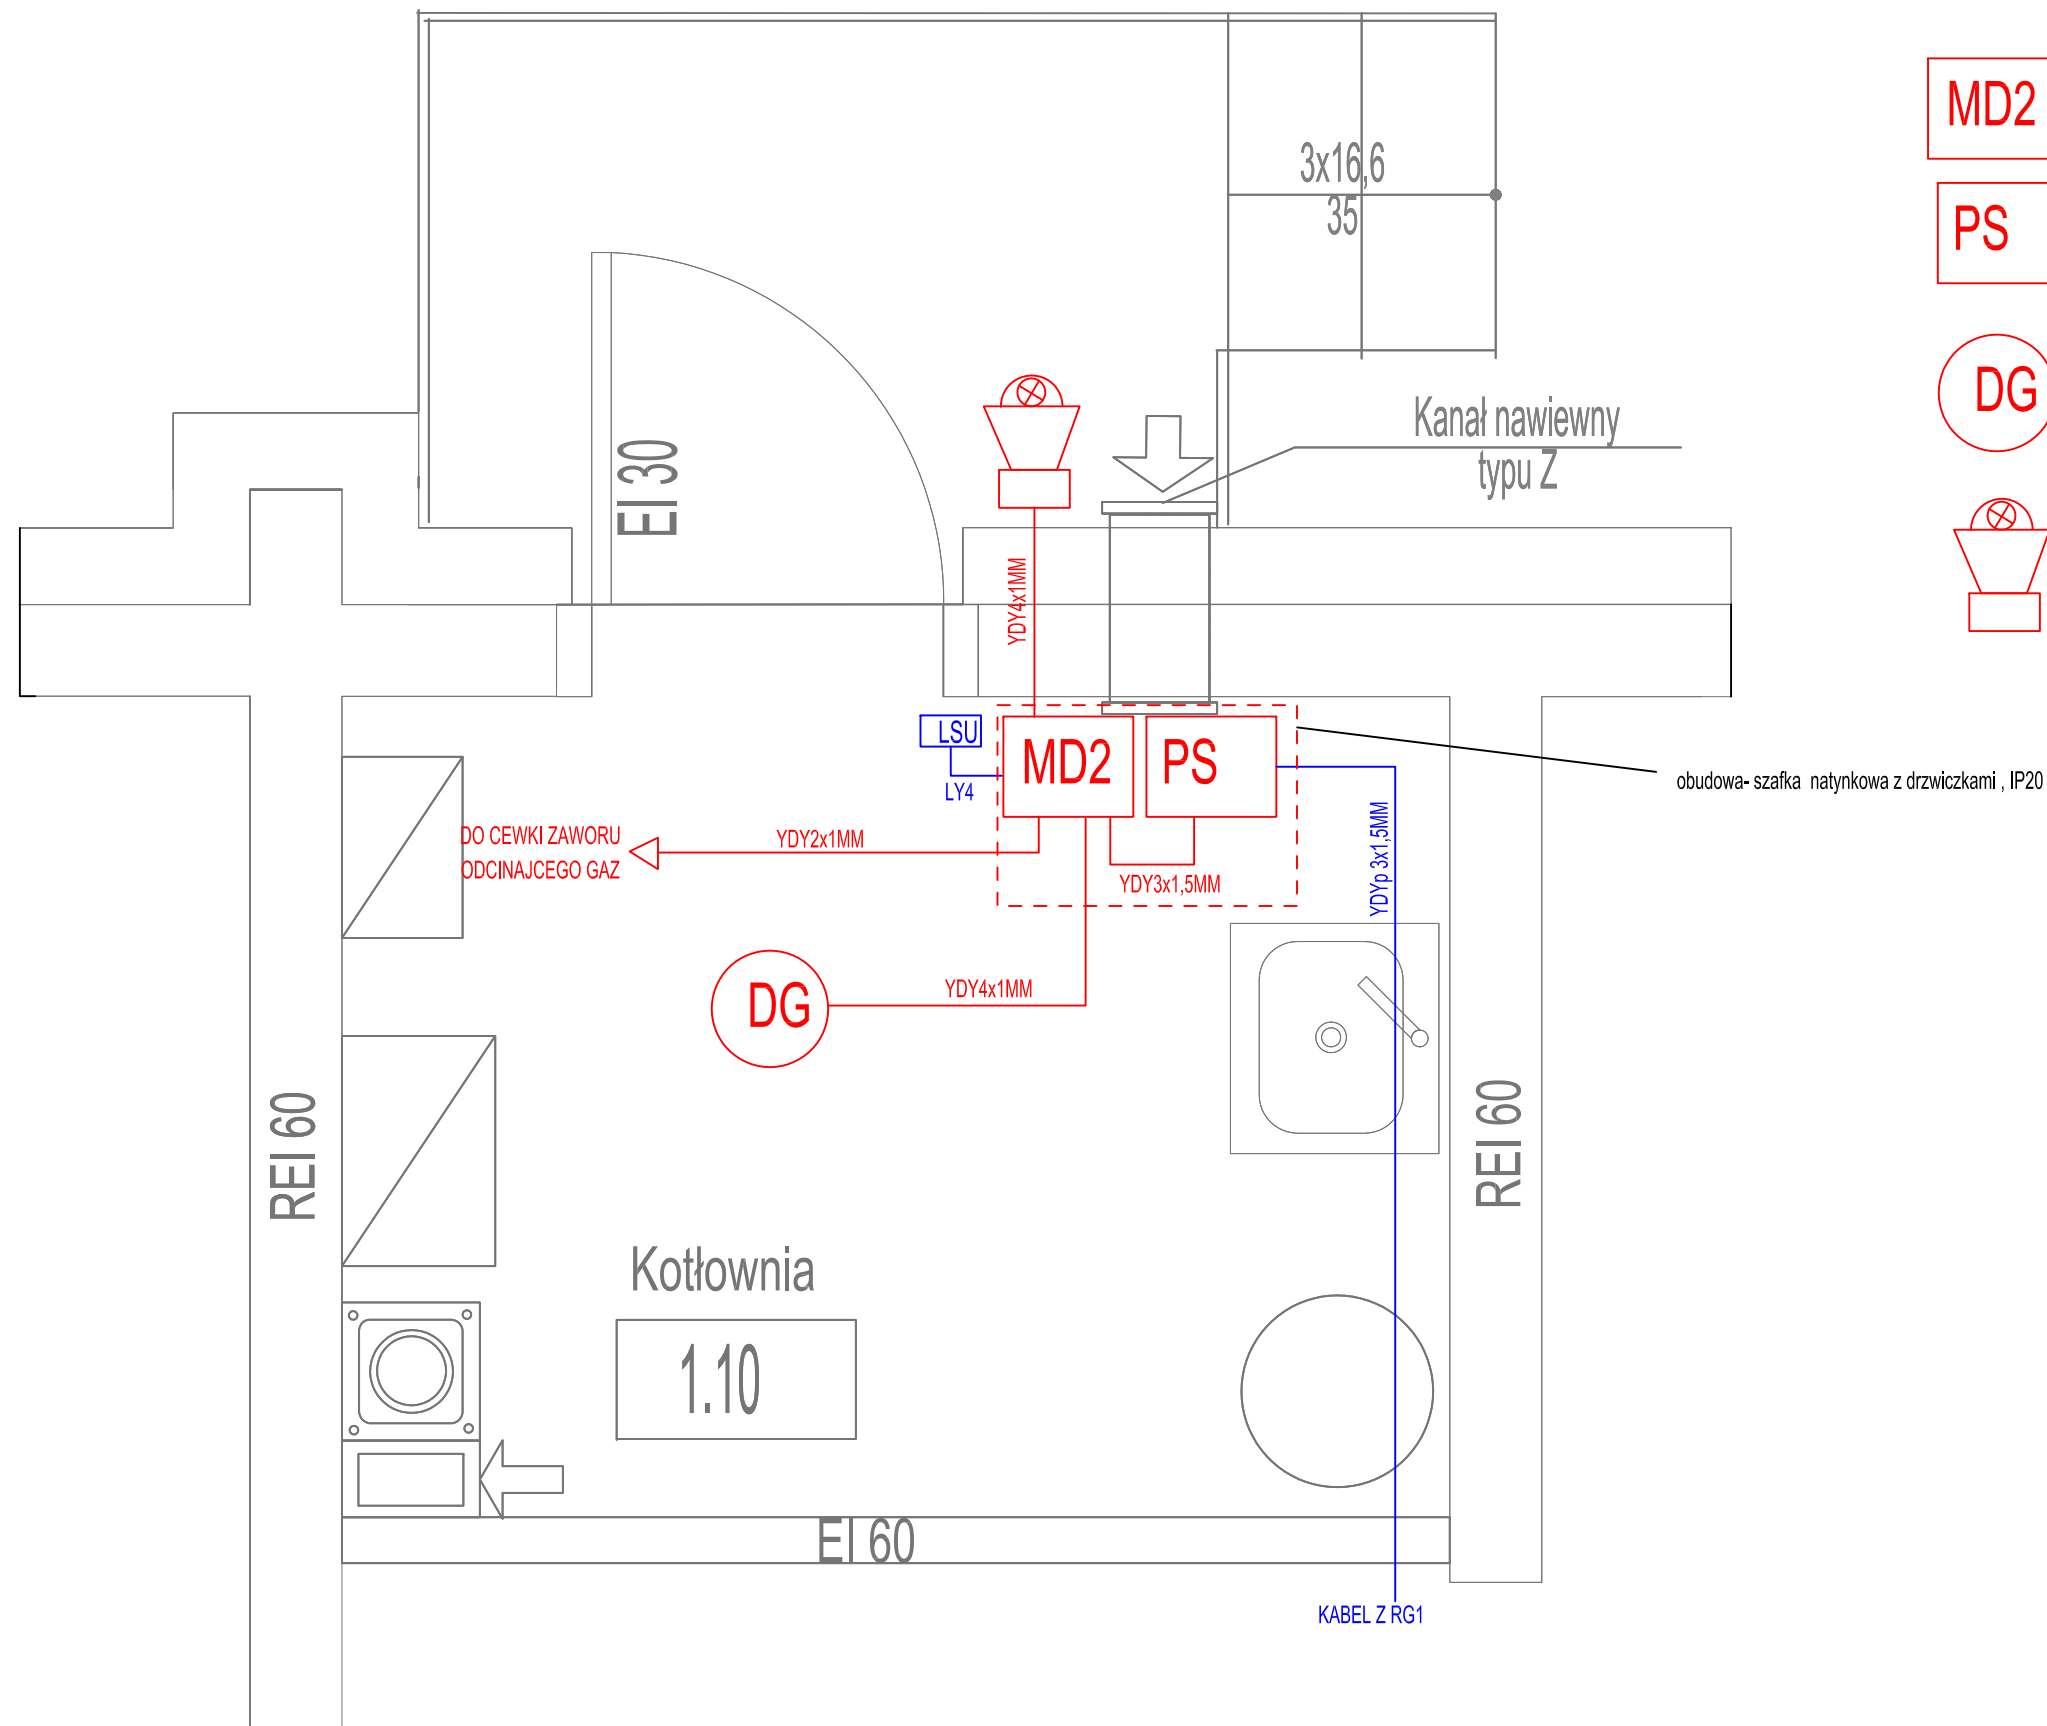 MD2
3x16,6
35
PS
DG
Kanał nawiewny
typu Z
EI 30
YDY4x1MM
LSU
MD2
PS
LY4
obudowa- szafka natynkowa z drzwiczkami , IP20
DO CEWKI ZAWORU
ODCINAJCEGO GAZ
YDY2x1MM
YDY3x1,5MM
YDYp 3x1,5MM
DG
YDY4x1MM
REI 60
REI 60
Kotłownia
1.10
EI 60
KABEL Z RG1